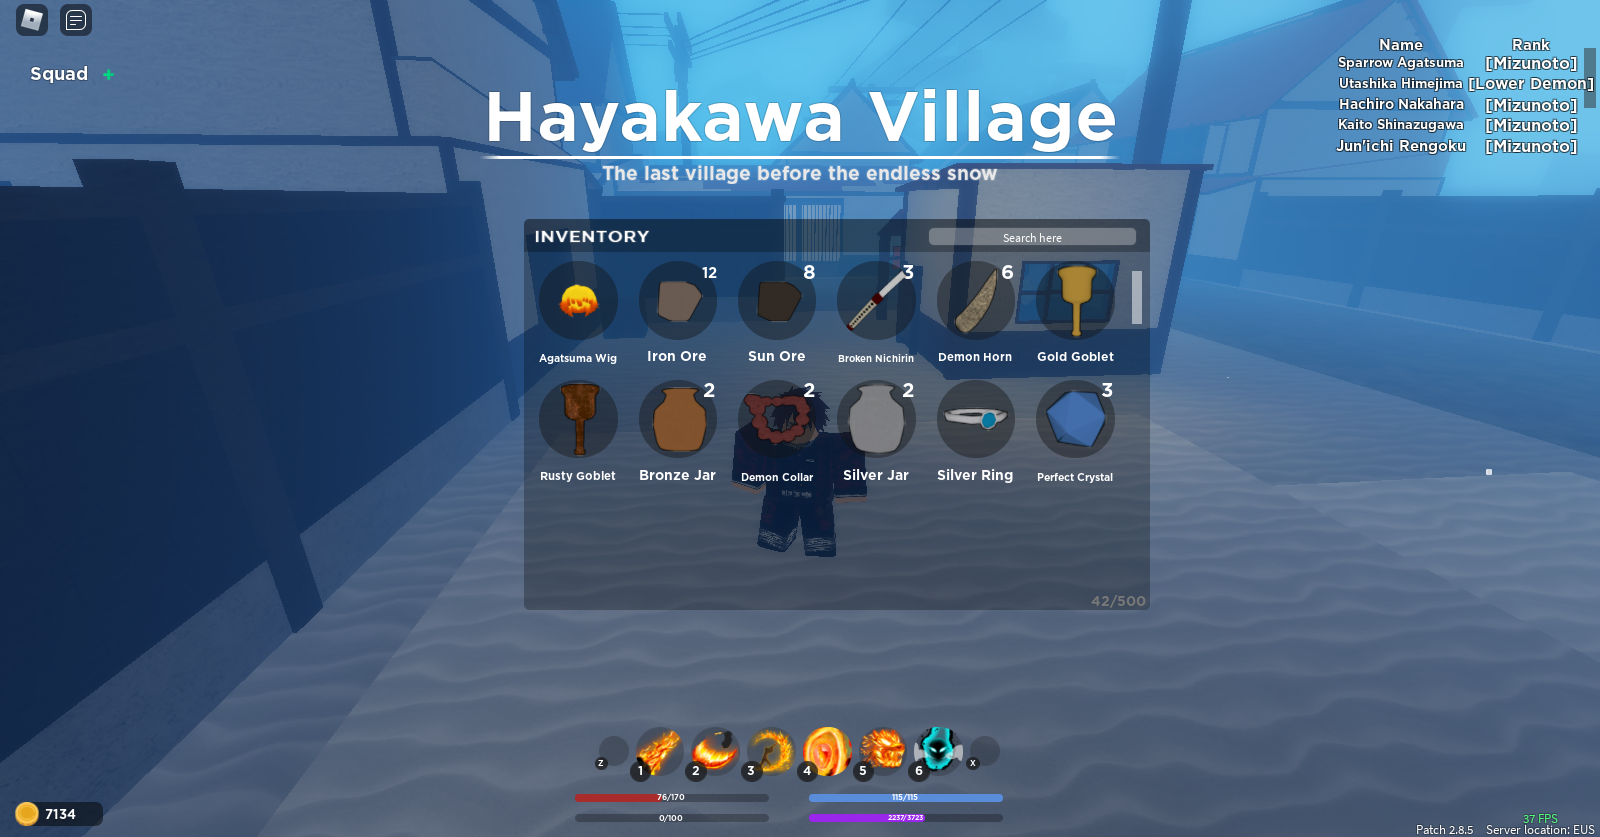 Squad +
Name Rank
Sparrow Agatsuma [Mizunoto]
Utashika Himejima [Lower Demon]
Hachiro Nakahara [Mizunoto]
Kaito Shinazugawa [Mizunoto]
Jun'ichi Rengoku [Mizunoto]
Hayakawa Village
The last village before the endless snow
INVENTORY
Search here
12 8 3 6
Agatsuma Wig Iron Ore Sun Ore Broken Nichirin Demon Horn Gold Goblet
2 2 2 3
Rusty Goblet Bronze Jar Demon Collar Silver Jar Silver Ring Perfect Crystal
42/500
Z 1 2 3 4 5 6 X
76/170 115/115
0/100 2237/3723
7134
37 FPS
Patch 2.8.5 Server location: EUS